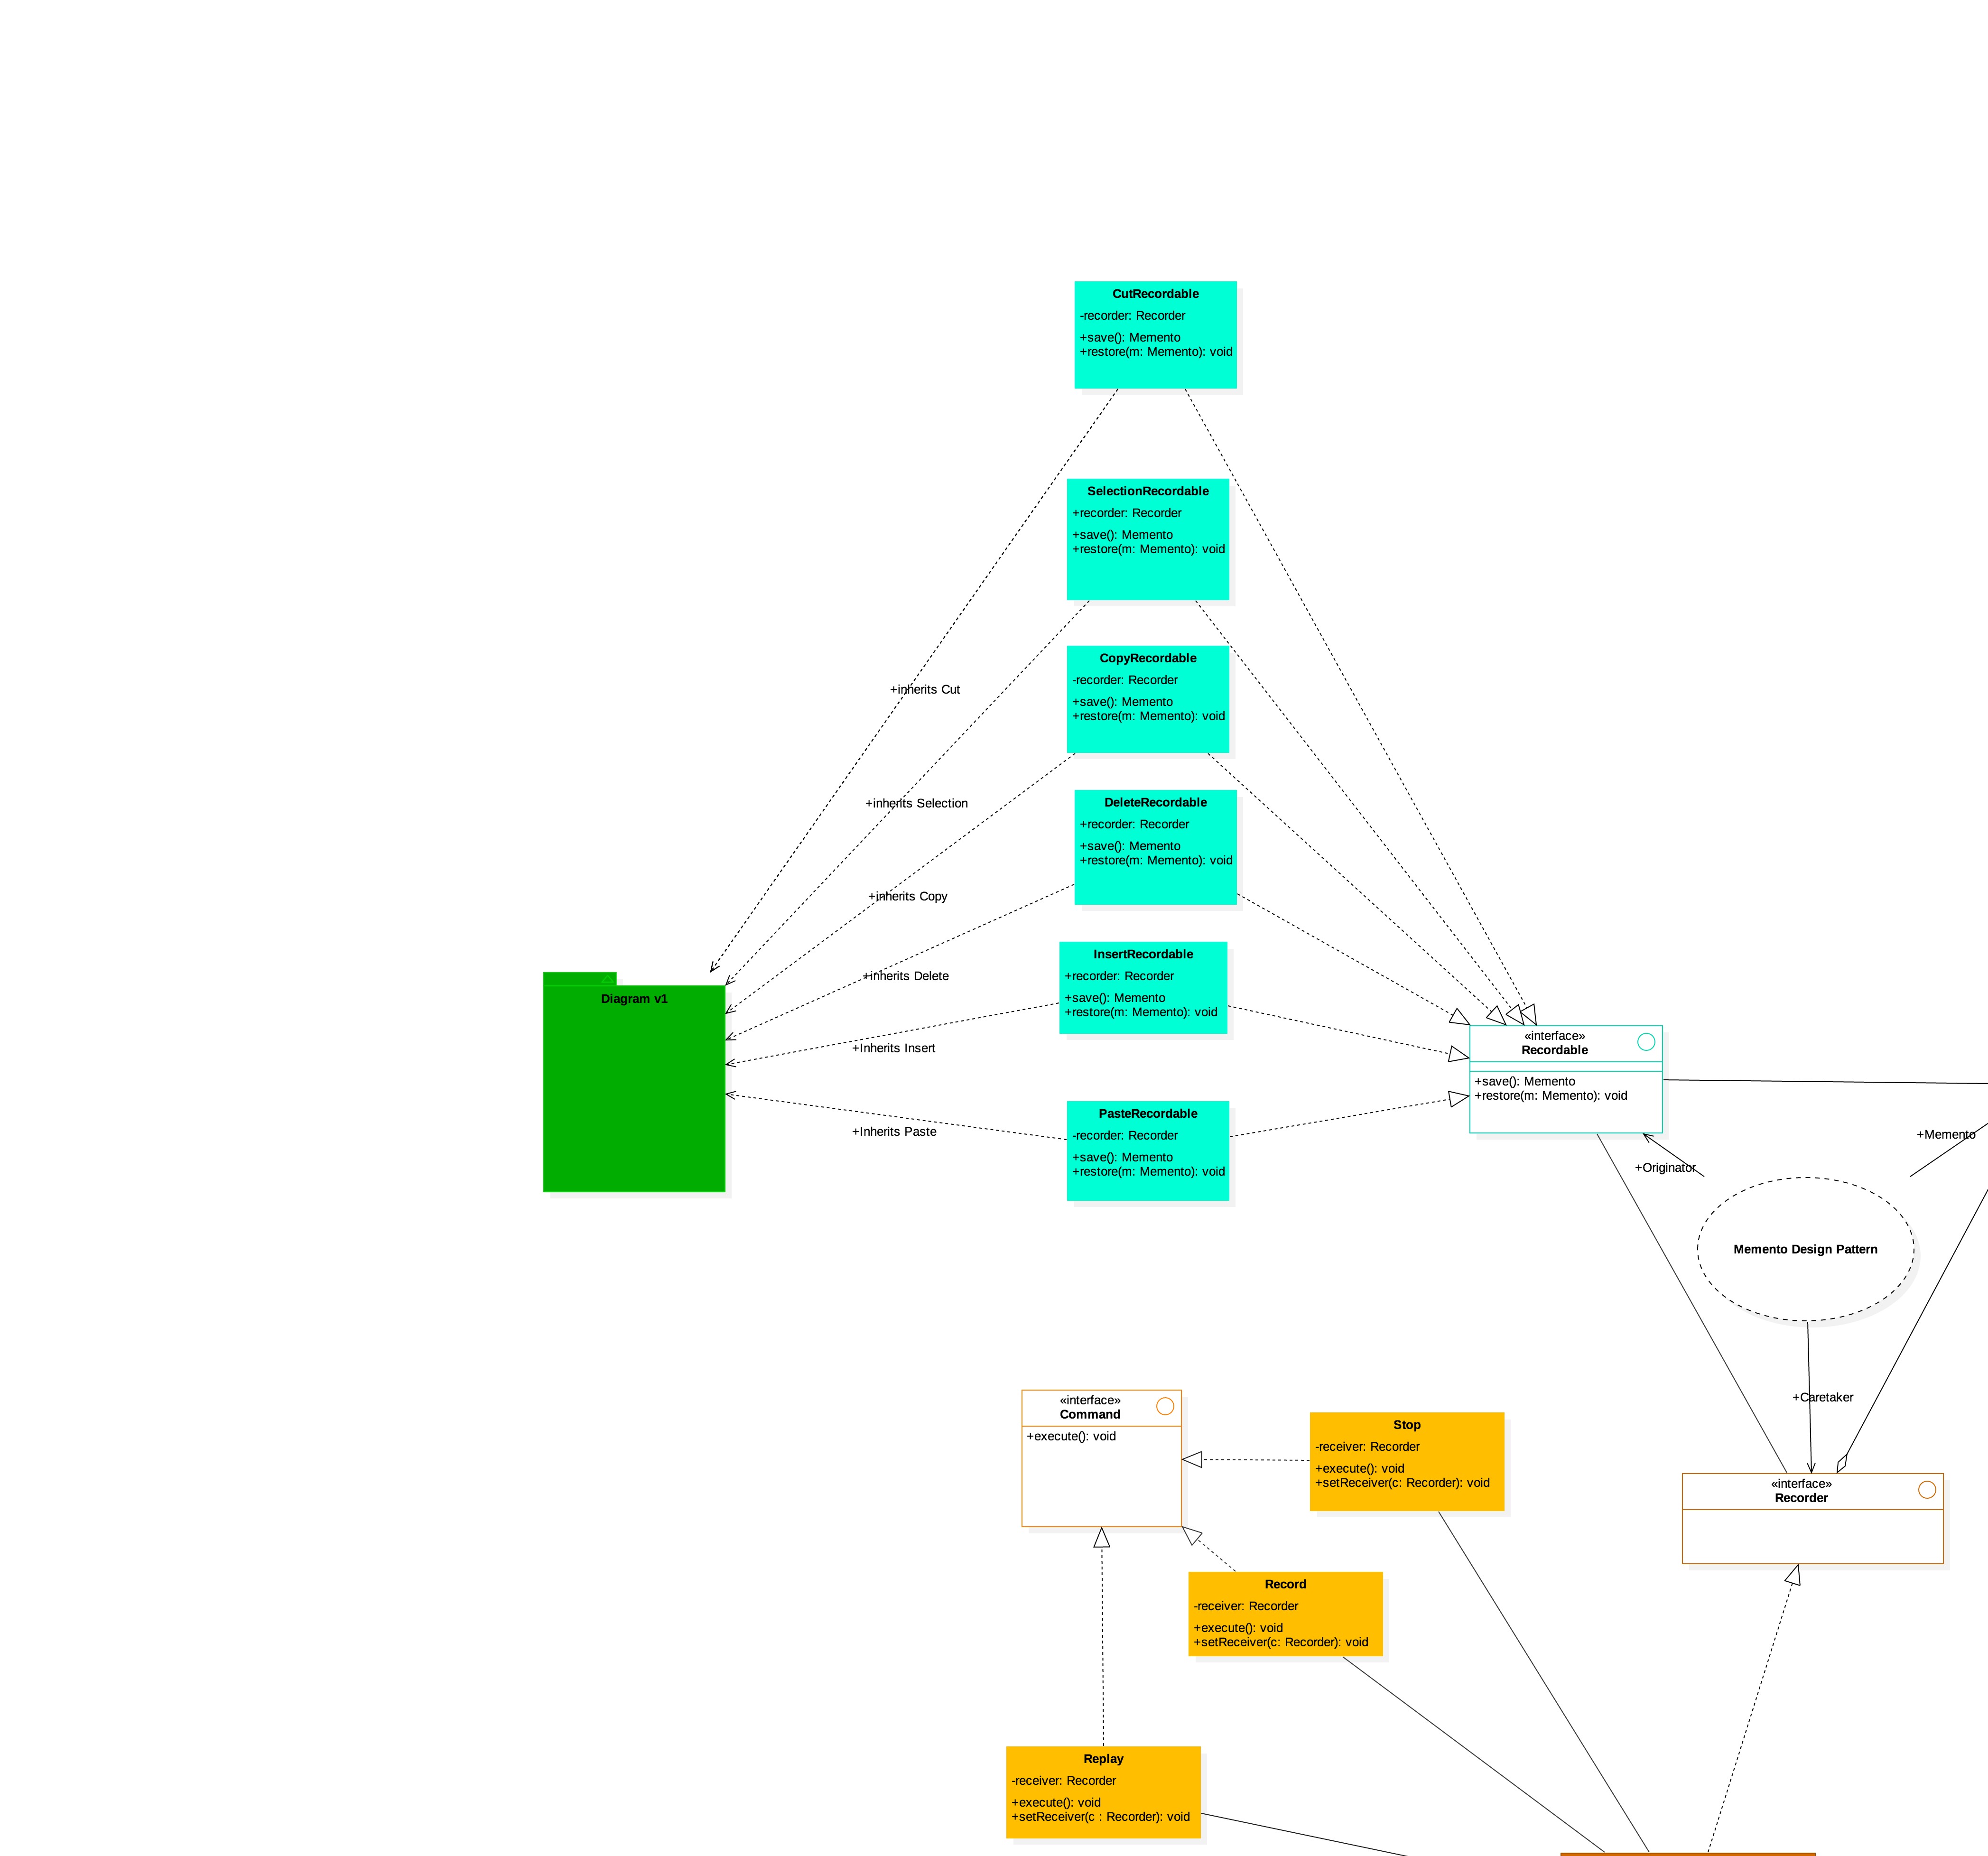 CutRecordable
-recorder: Recorder
+save(): Memento
+restore(m: Memento): void
SelectionRecordable
+recorder: Recorder
+save(): Memento
+restore(m: Memento): void
CopyRecordable
-recorder: Recorder
+save(): Memento
+restore(m: Memento): void
+inherits Cut
DeleteRecordable
+recorder: Recorder
+save(): Memento
+restore(m: Memento): void
+inherits Selection
+inherits Copy
InsertRecordable
+recorder: Recorder
+save(): Memento
+restore(m: Memento): void
+inherits Delete
Diagram v1
+Inherits Insert
«interface»
Recordable
+save(): Memento
+restore(m: Memento): void
PasteRecordable
-recorder: Recorder
+save(): Memento
+restore(m: Memento): void
+Inherits Paste
+Memento
+Originator
Memento Design Pattern
+Caretaker
«interface»
Command
+execute(): void
Stop
-receiver: Recorder
+execute(): void
+setReceiver(c: Recorder): void
«interface»
Recorder
Record
-receiver: Recorder
+execute(): void
+setReceiver(c: Recorder): void
Replay
-receiver: Recorder
+execute(): void
+setReceiver(c : Recorder): void